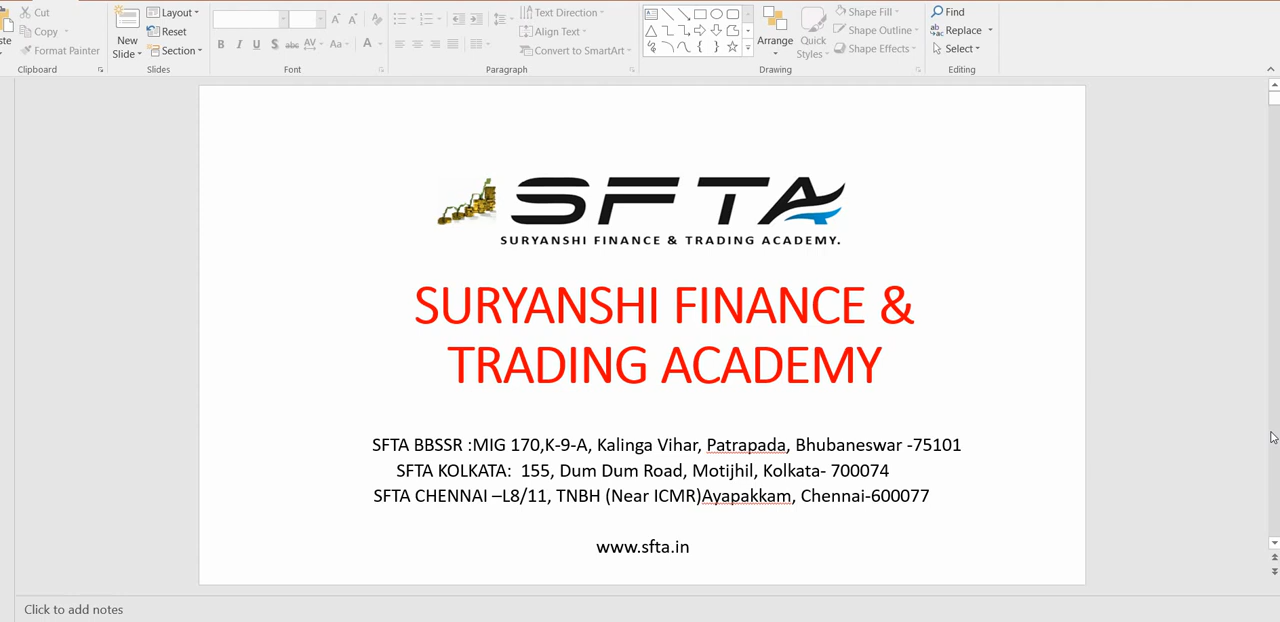 Cut
Layout
Text Direction
Shape Fill
Find
Copy
New
Reset
Align Text
Arrange
Quick
Shape Outline
Replace
Format Painter
Slide
Section
B I U S abc AV Aa A
Convert to SmartArt
Styles
Shape Effects
Select
Clipboard
Slides
Font
Paragraph
Drawing
Editing
SFTA
SURYANSHI FINANCE & TRADING ACADEMY.
SURYANSHI FINANCE &
TRADING ACADEMY
SFTA BBSSR :MIG 170,K-9-A, Kalinga Vihar, Patrapada, Bhubaneswar -75101
SFTA KOLKATA: 155, Dum Dum Road, Motijhil, Kolkata- 700074
SFTA CHENNAI –L8/11, TNBH (Near ICMR)Ayapakkam, Chennai-600077
www.sfta.in
Click to add notes